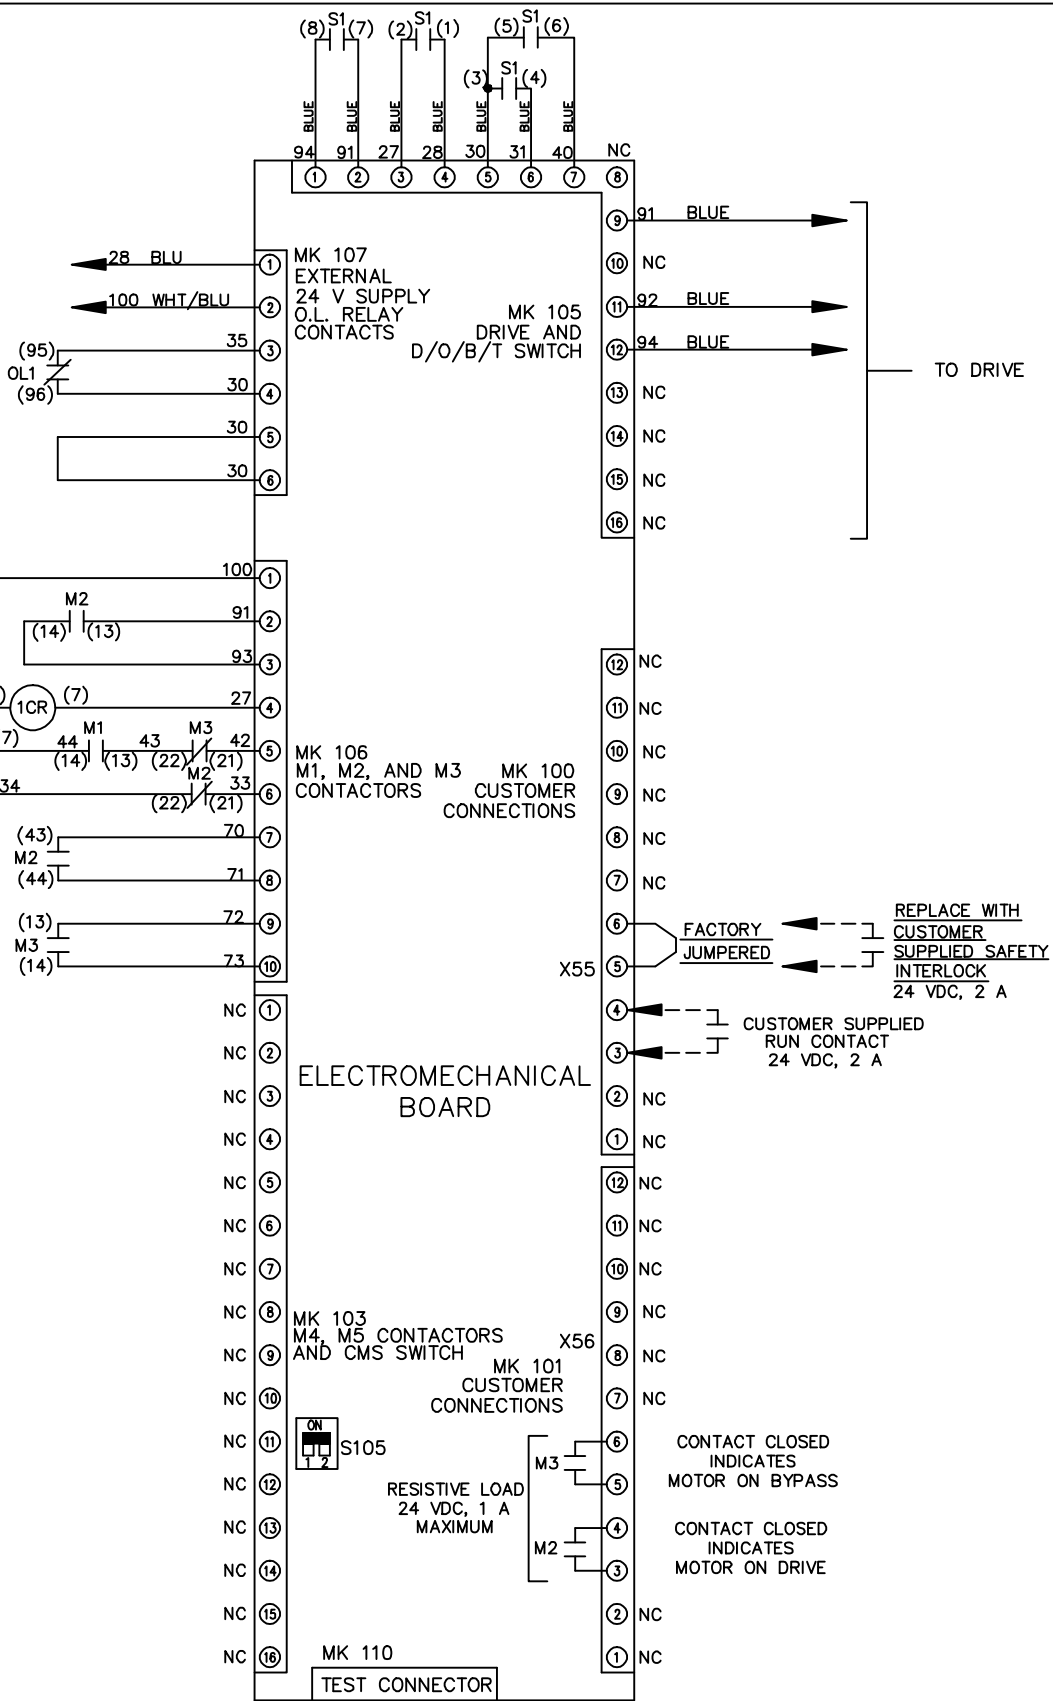 (8) S1 (7) (2) S1 (1) (5) S1 (6)
(3) S1 (4)
BLUE BLUE BLUE BLUE BLUE BLUE BLUE
94 91 27 28 30 31 40 NC
1 2 3 4 5 6 7 8
9 91 BLUE
10 NC
11 92 BLUE
12 94 BLUE
13 NC
14 NC
15 NC
16 NC
TO DRIVE
MK 105
DRIVE AND
D/O/B/T SWITCH
MK 107
EXTERNAL
24 V SUPPLY
O.L. RELAY
CONTACTS
28 BLU 1
100 WHT/BLU 2
(95) 35 3
OL1
(96) 30 4
30 5
30 6
100 1
M2
(14) (13) 91 2
93 3
) 1CR (7) 27 4
7) 44 M1 43 M3 42 5
(14) (13) (22) (21)
34 M2 33 6
(22) (21)
(43) 70 7
M2
(44) 71 8
(13) 72 9
M3
(14) 73 10
MK 106
M1, M2, AND M3
CONTACTORS
MK 100
CUSTOMER
CONNECTIONS
12 NC
11 NC
10 NC
9 NC
8 NC
7 NC
6
X55 5
FACTORY
JUMPERED
REPLACE WITH
CUSTOMER
SUPPLIED SAFETY
INTERLOCK
24 VDC, 2 A
4
3
CUSTOMER SUPPLIED
RUN CONTACT
24 VDC, 2 A
2 NC
1 NC
ELECTROMECHANICAL
BOARD
NC 1
NC 2
NC 3
NC 4
NC 5
NC 6
NC 7
NC 8
NC 9
NC 10
NC 11
NC 12
NC 13
NC 14
NC 15
NC 16
MK 103
M4, M5 CONTACTORS
AND CMS SWITCH
ON
1 2
S105
12 NC
11 NC
10 NC
9 NC
X56
8 NC
7 NC
MK 101
CUSTOMER
CONNECTIONS
6
M3
5
4
M2
3
2 NC
1 NC
RESISTIVE LOAD
24 VDC, 1 A
MAXIMUM
CONTACT CLOSED
INDICATES
MOTOR ON BYPASS
CONTACT CLOSED
INDICATES
MOTOR ON DRIVE
MK 110
TEST CONNECTOR